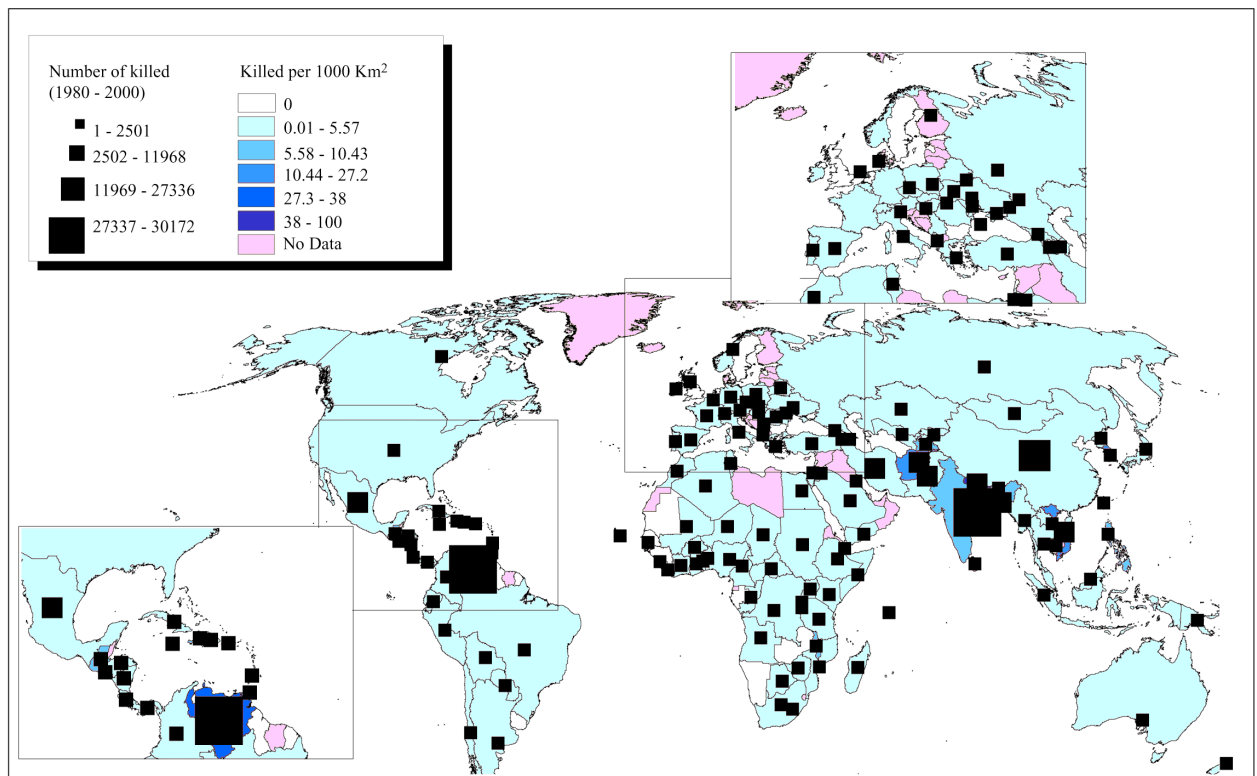 Number of killed
(1980 - 2000)
1 - 2501
2502 - 11968
11969 - 27336
27337 - 30172
Killed per 1000 Km²
0
0.01 - 5.57
5.58 - 10.43
10.44 - 27.2
27.3 - 38
38 - 100
No Data